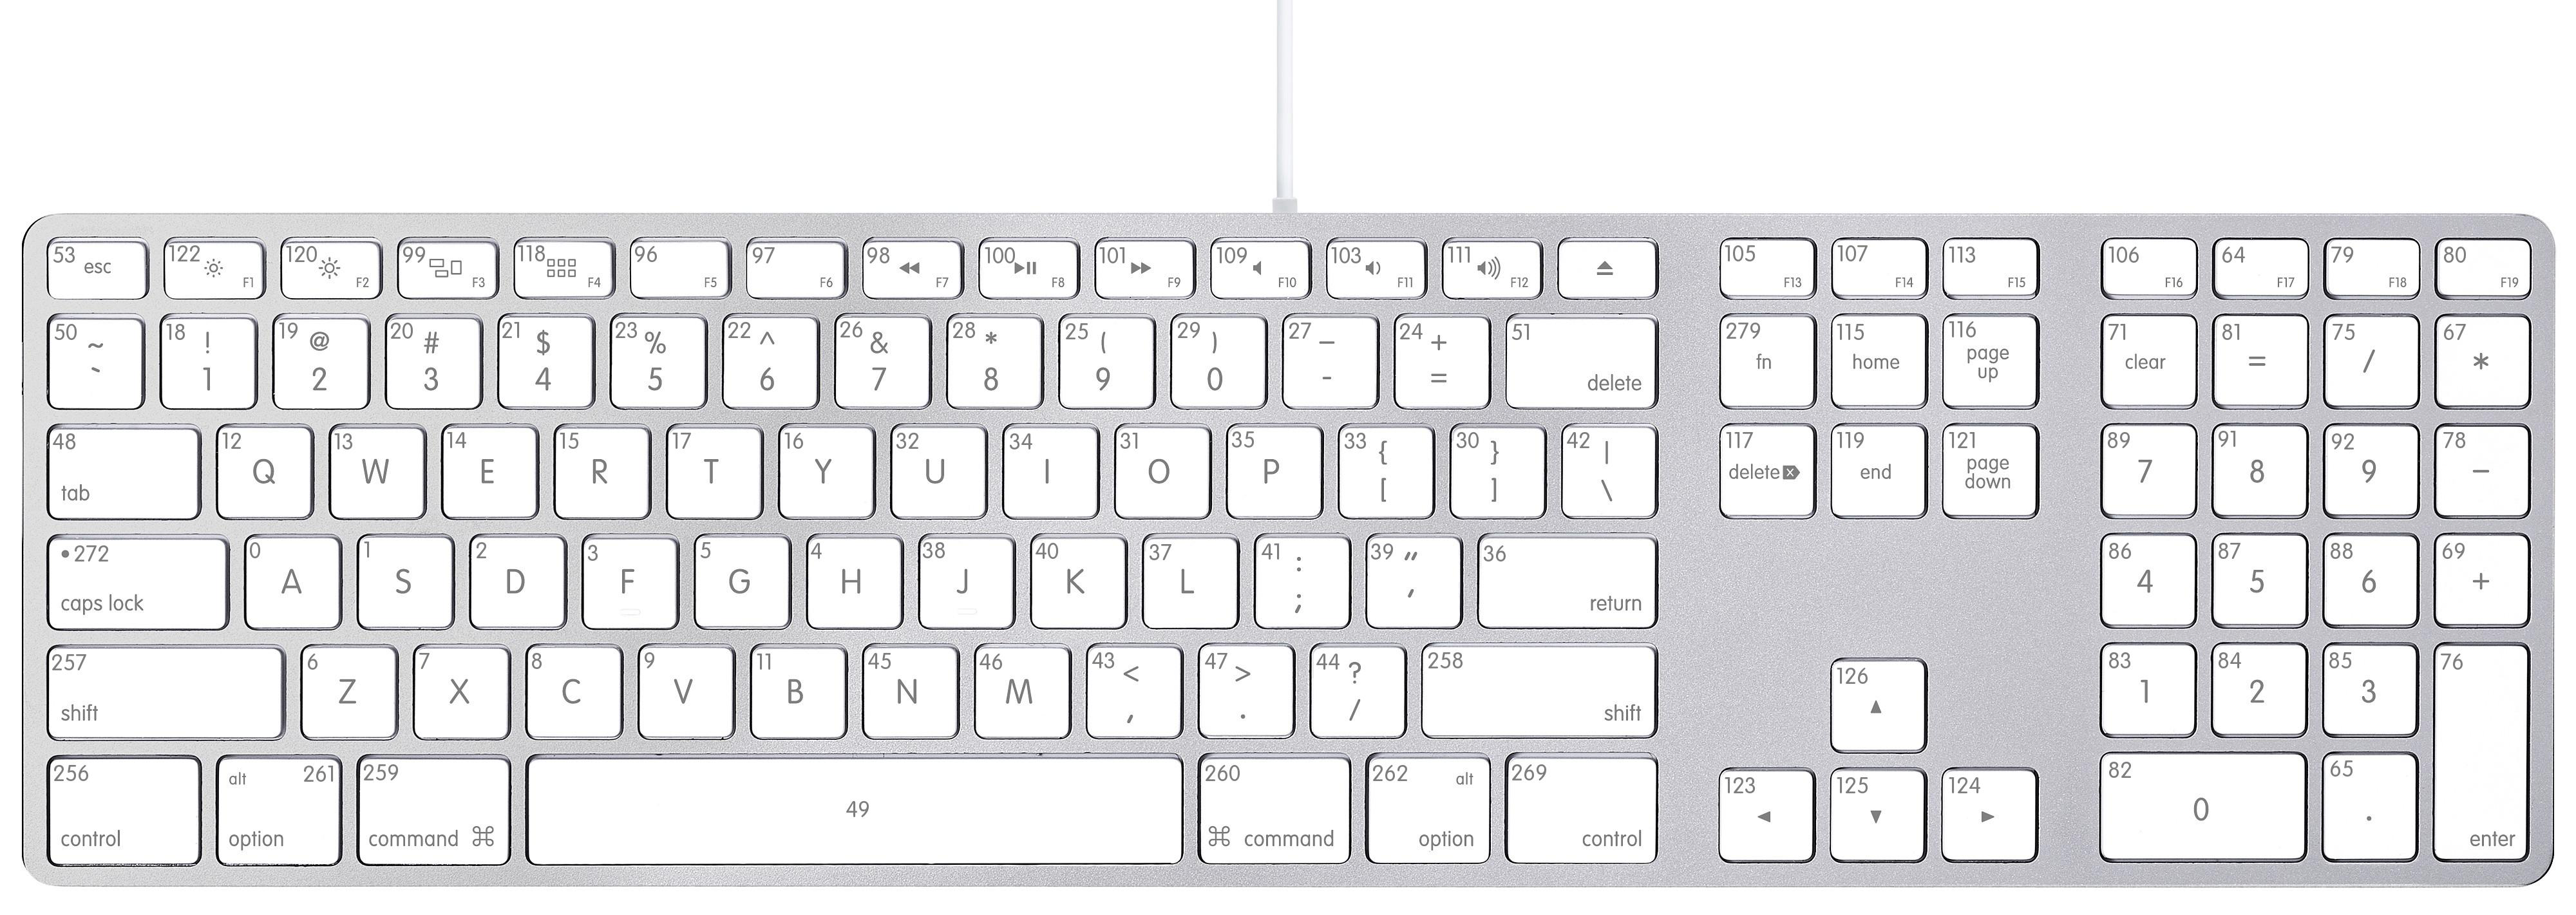 53 esc 122 F1 120 F2 99 F3 118 F4 96 F5 97 F6 98 F7 100 F8 101 F9 109 F10 103 F11 111 F12 105 F13 107 F14 113 F15 106 F16 64 F17 79 F18 80 F19
50 ~ ` 18 ! 1 19 @ 2 20 # 3 21 $ 4 23 % 5 22 ^ 6 26 & 7 28 * 8 25 ( 9 29 ) 0 27 – - 24 + = 51 delete 279 fn 115 home 116 page up 71 clear 81 = 75 / 67 *
48 tab 12 Q 13 W 14 E 15 R 17 T 16 Y 32 U 34 I 31 O 35 P 33 { [ 30 } ] 42 | \ 117 delete 119 end 121 page down 89 7 91 8 92 9 78 –
•272 caps lock 0 A 1 S 2 D 3 F 5 G 4 H 38 J 40 K 37 L 41 : ; 39 " ' 36 return 86 4 87 5 88 6 69 +
257 shift 6 Z 7 X 8 C 9 V 11 B 45 N 46 M 43 < , 47 > . 44 ? / 258 shift 126 ▲ 83 1 84 2 85 3 76 enter
256 control alt 261 option 259 command ⌘ 49 260 ⌘ command 262 alt option 269 control 123 ◀ 125 ▼ 124 ▶ 82 0 65 .